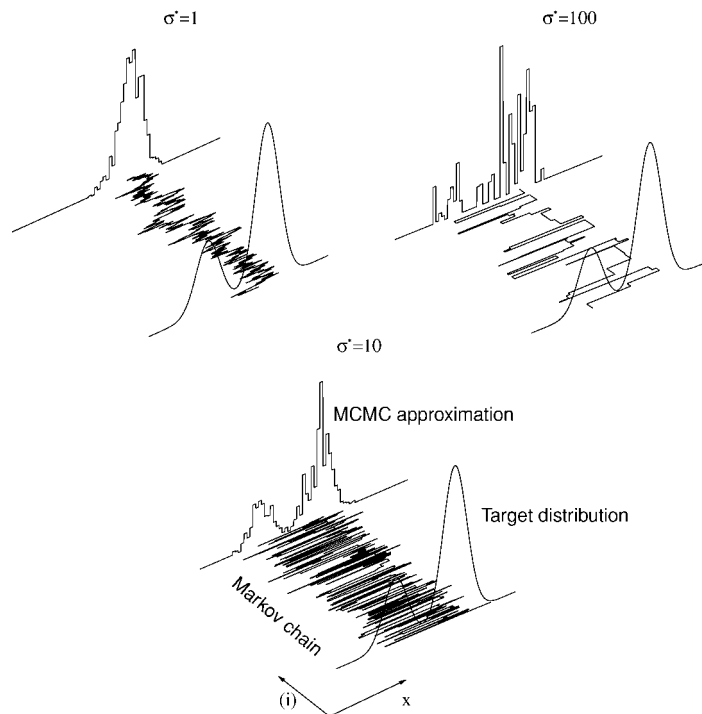 σ*=1
σ*=100
σ*=10
MCMC approximation
Target distribution
Markov chain
(i)
x